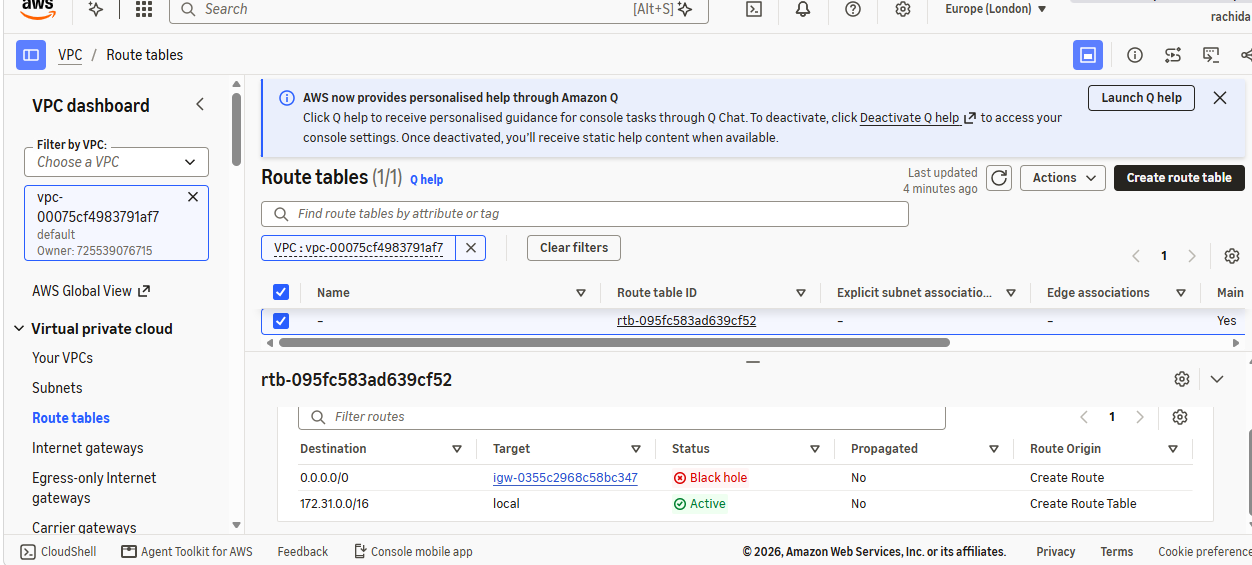 aws
Search [Alt+S]
Europe (London)
rachida
VPC / Route tables
VPC dashboard
Filter by VPC:
Choose a VPC
vpc-
00075cf4983791af7
default
Owner: 725539076715
AWS Global View
Virtual private cloud
Your VPCs
Subnets
Route tables
Internet gateways
Egress-only Internet
gateways
Carrier gateways
AWS now provides personalised help through Amazon Q
Click Q help to receive personalised guidance for console tasks through Q Chat. To deactivate, click Deactivate Q help to access your
console settings. Once deactivated, you'll receive static help content when available.
Launch Q help
Route tables (1/1) Q help
Last updated
4 minutes ago
Actions
Create route table
Find route tables by attribute or tag
VPC : vpc-00075cf4983791af7
Clear filters
1
Name Route table ID Explicit subnet associatio... Edge associations Main
– rtb-095fc583ad639cf52 – – Yes
rtb-095fc583ad639cf52
Filter routes
1
Destination Target Status Propagated Route Origin
0.0.0.0/0 igw-0355c2968c58bc347 Black hole No Create Route
172.31.0.0/16 local Active No Create Route Table
CloudShell Agent Toolkit for AWS Feedback Console mobile app © 2026, Amazon Web Services, Inc. or its affiliates. Privacy Terms Cookie preference